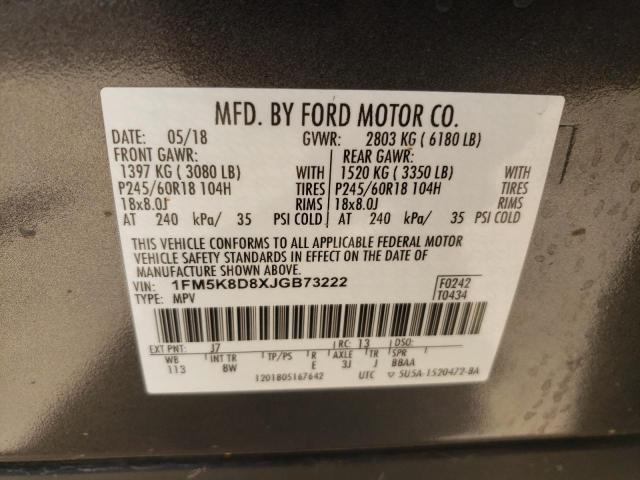 MFD. BY FORD MOTOR CO.
DATE: 05/18 GVWR: 2803 KG ( 6180 LB)
FRONT GAWR: REAR GAWR:
1397 KG ( 3080 LB) WITH 1520 KG ( 3350 LB) WITH
P245/60R18 104H TIRES P245/60R18 104H TIRES
18x8.0J RIMS 18x8.0J RIMS
AT 240 kPa/ 35 PSI COLD AT 240 kPa/ 35 PSI COLD
THIS VEHICLE CONFORMS TO ALL APPLICABLE FEDERAL MOTOR
VEHICLE SAFETY STANDARDS IN EFFECT ON THE DATE OF
MANUFACTURE SHOWN ABOVE.
VIN: 1FM5K8D8XJGB73222 F0242
TYPE: MPV T0434
EXT PNT: J7 RC: 13 DSO:
WB INT TR TP/PS R AXLE TR SPR
113 8W E 3J J BBAA
1201805167642 UTC 5U5A-1520472-BA